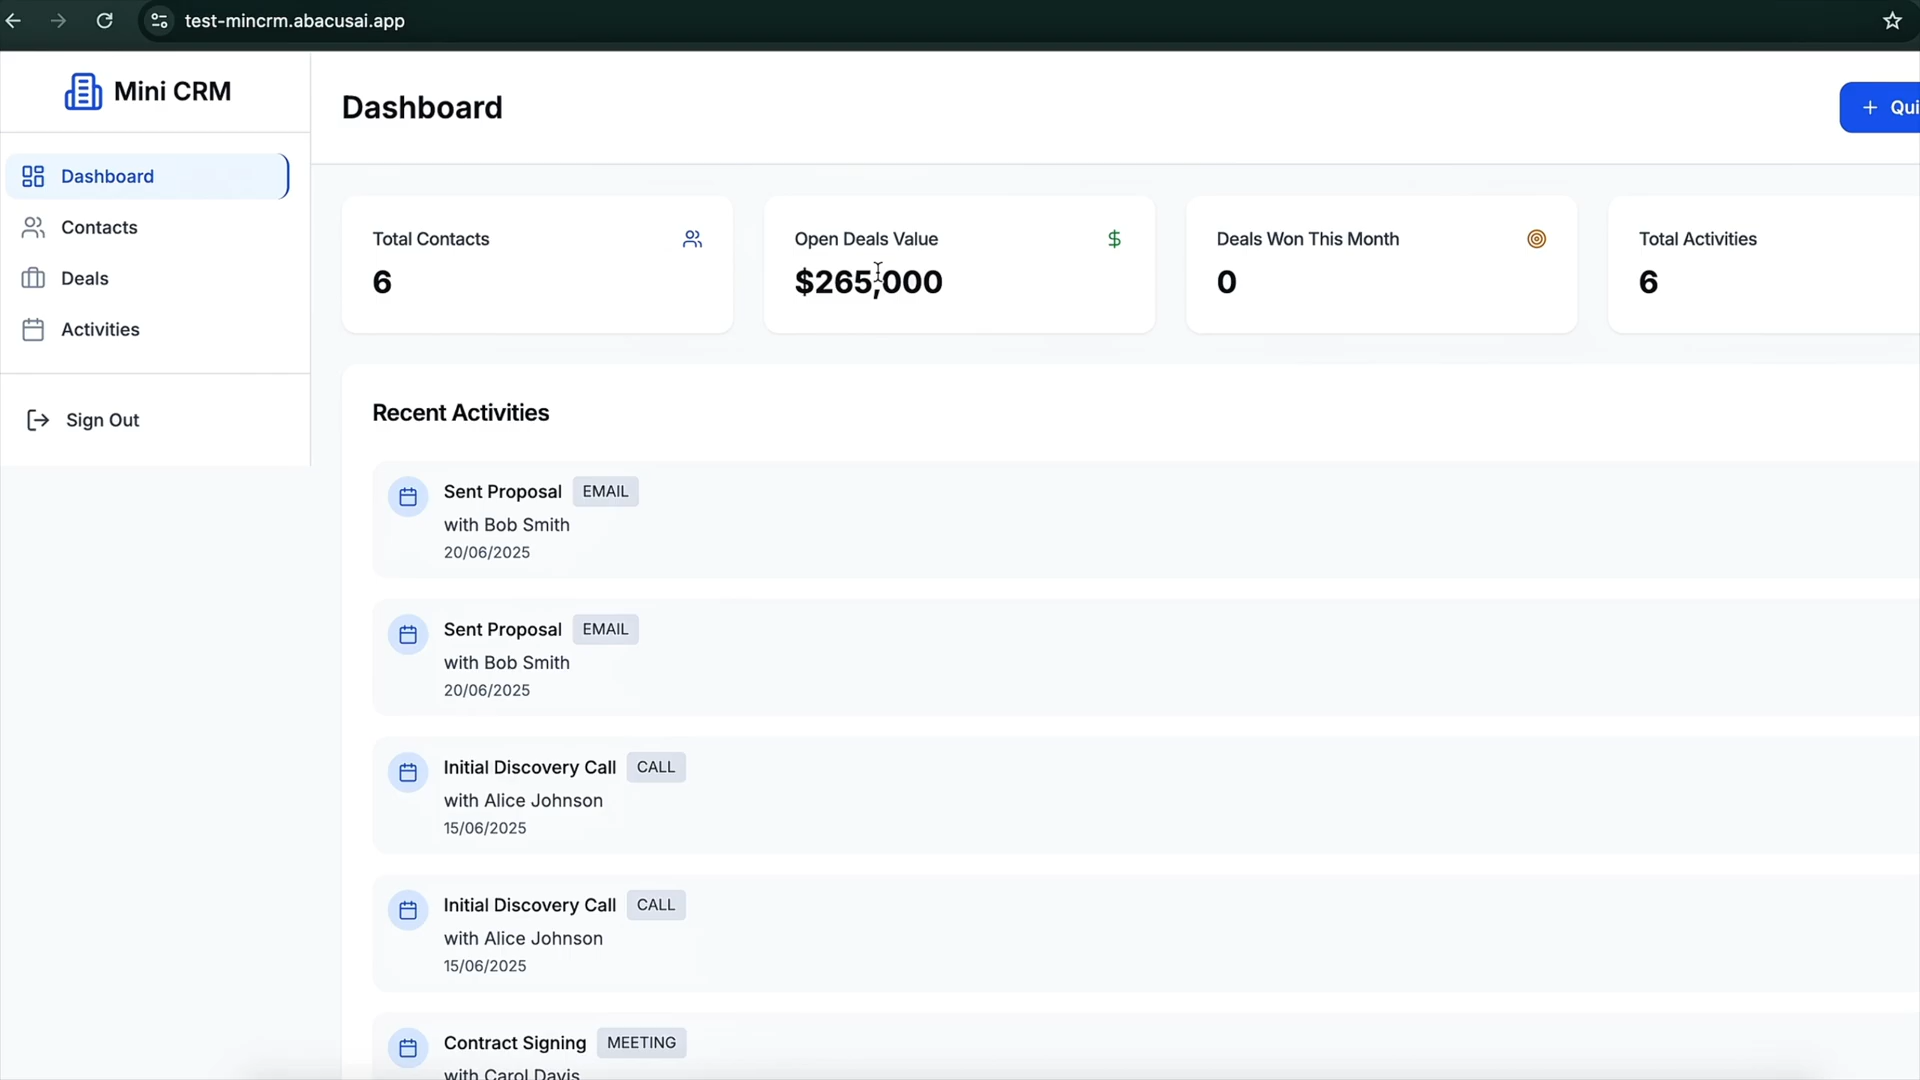 test-mincrm.abacusai.app
Mini CRM
Dashboard
Contacts
Deals
Activities
Sign Out
Dashboard
+ Qui
Total Contacts
6
Open Deals Value
$265,000
Deals Won This Month
0
Total Activities
6
Recent Activities
Sent Proposal EMAIL
with Bob Smith
20/06/2025
Sent Proposal EMAIL
with Bob Smith
20/06/2025
Initial Discovery Call CALL
with Alice Johnson
15/06/2025
Initial Discovery Call CALL
with Alice Johnson
15/06/2025
Contract Signing MEETING
with Carol Davis